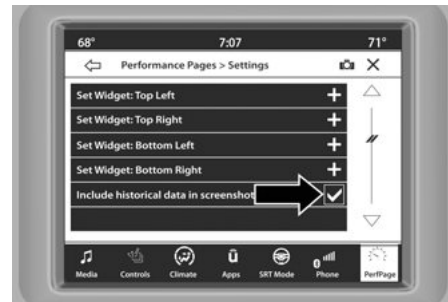 68° 7:07 71°
Performance Pages > Settings
Set Widget: Top Left
Set Widget: Top Right
Set Widget: Bottom Left
Set Widget: Bottom Right
Include historical data in screenshot
Media Controls Climate Apps SRT Mode Phone PerfPage